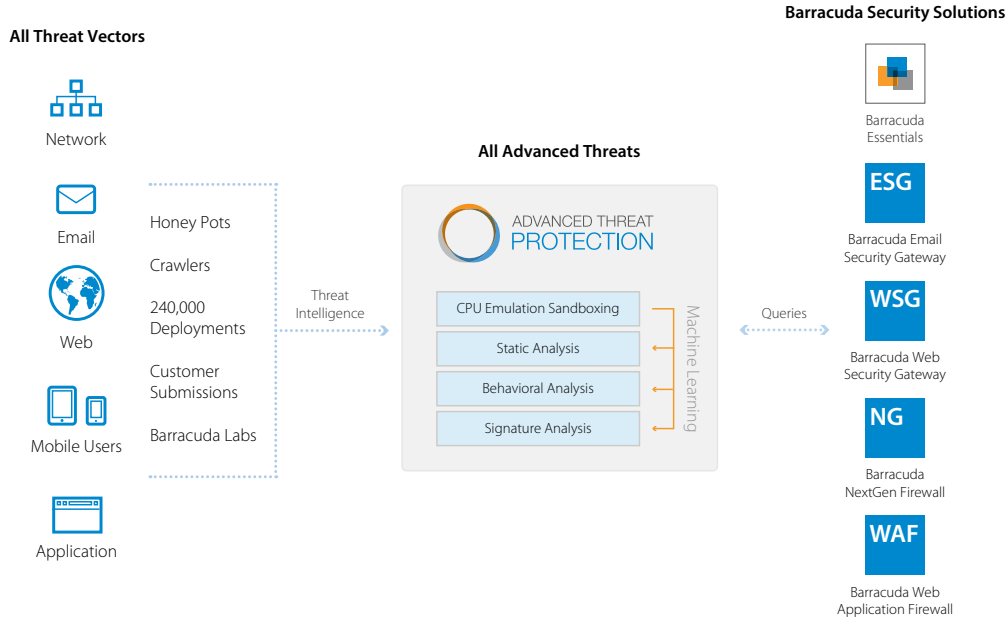 All Threat Vectors
Network
Email
Web
Mobile Users
Application
Honey Pots
Crawlers
240,000
Deployments
Customer
Submissions
Barracuda Labs
Threat
Intelligence
All Advanced Threats
ADVANCED THREAT
PROTECTION
CPU Emulation Sandboxing
Static Analysis
Behavioral Analysis
Signature Analysis
Machine Learning
Queries
Barracuda Security Solutions
Barracuda
Essentials
ESG
Barracuda Email
Security Gateway
WSG
Barracuda Web
Security Gateway
NG
Barracuda
NextGen Firewall
WAF
Barracuda Web
Application Firewall